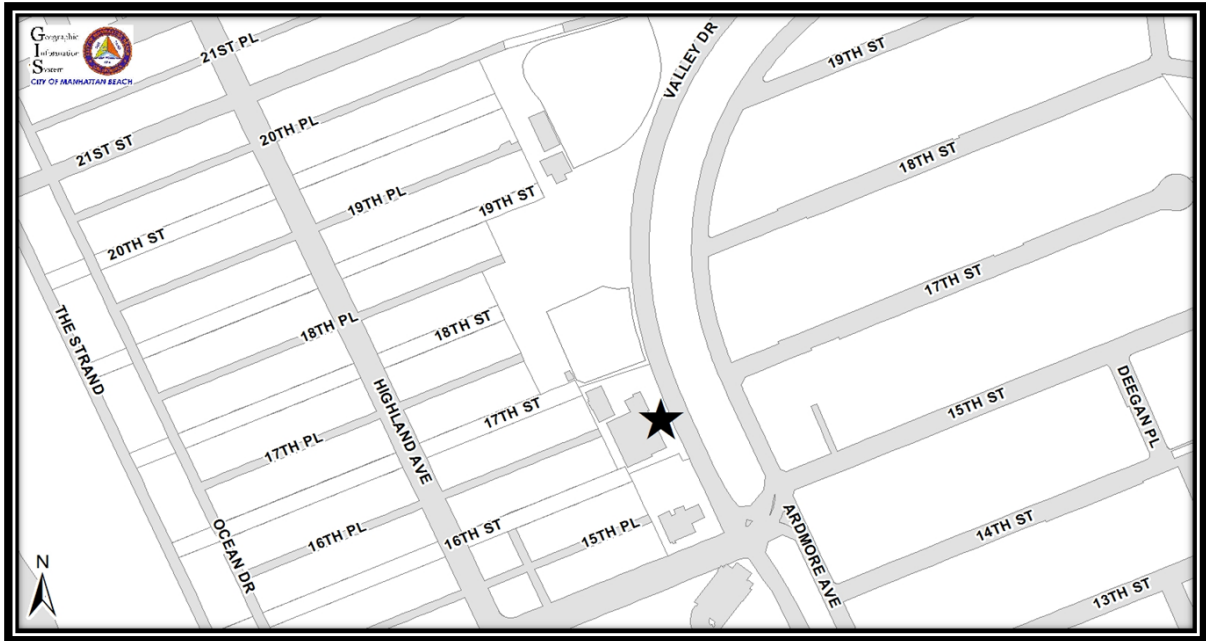 Geographic
Information
System
CITY OF MANHATTAN BEACH
21ST PL
VALLEY DR
19TH ST
20TH PL
21ST ST
18TH ST
19TH PL
19TH ST
20TH ST
17TH ST
THE STRAND
18TH PL
18TH ST
HIGHLAND AVE
DEEGAN PL
15TH ST
17TH ST
17TH PL
OCEAN DR
16TH PL
16TH ST
15TH PL
ARDMORE AVE
14TH ST
13TH ST
N